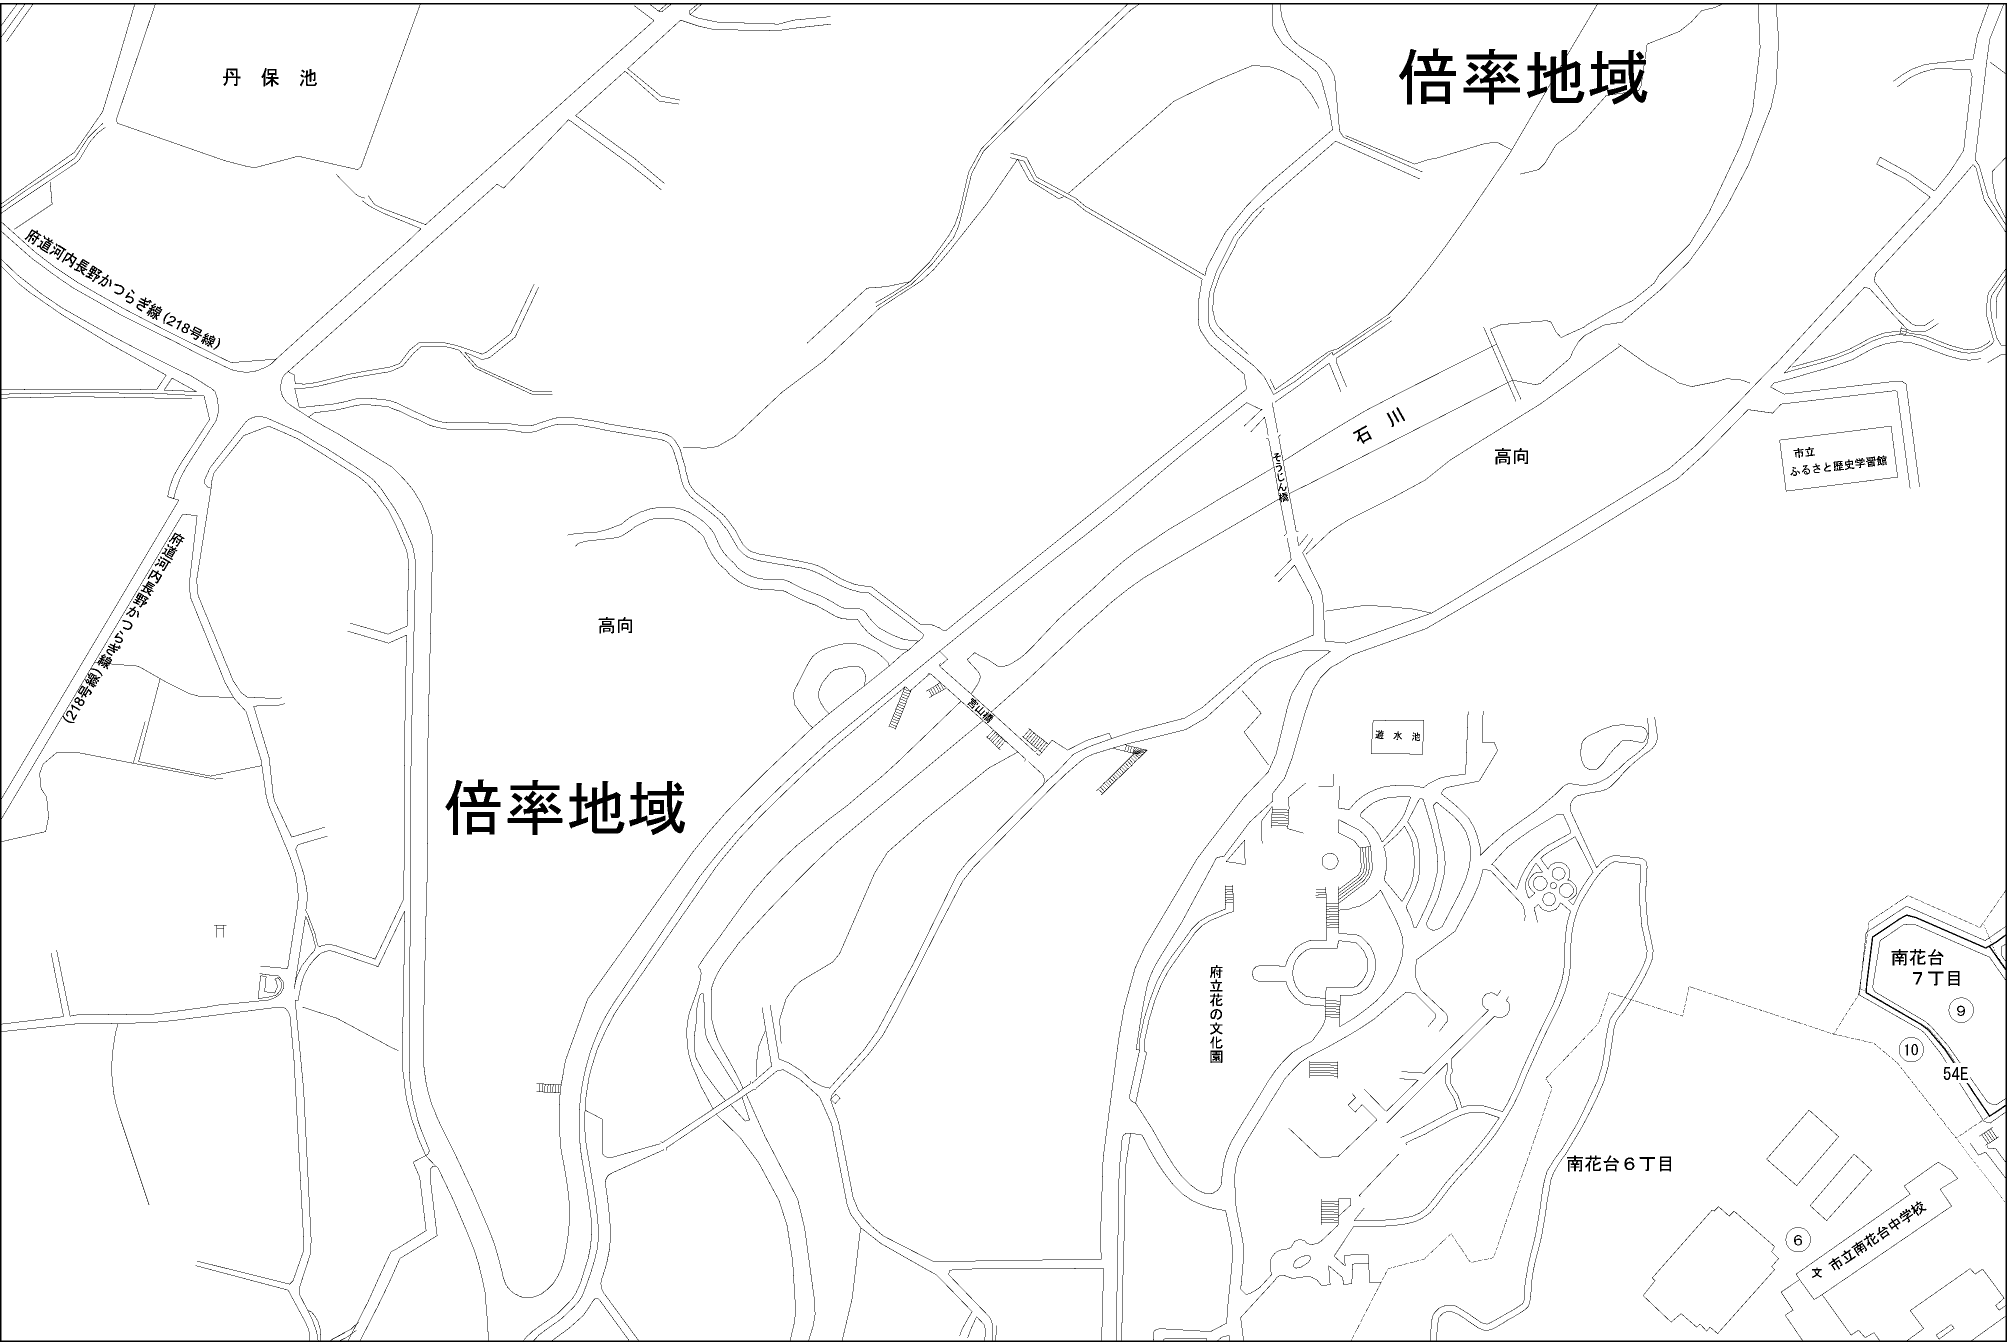 丹保池
倍率地域
府道河内長野かつらぎ線(218号線)
石川
高向
市立
ふるさと歴史学習館
そうごん橋
府道河内長野かつらぎ線(218号線)
高向
宮山橋
遊水池
倍率地域
府立花の文化園
南花台
7丁目
9
10
54E
南花台6丁目
6
文 市立南花台中学校